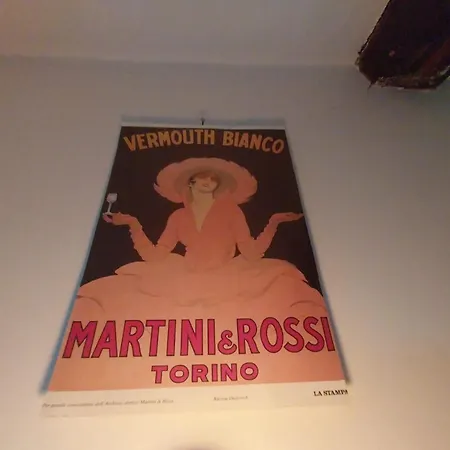 VERMOUTH BIANCO
MARTINI & ROSSI
TORINO
LA STAMPA